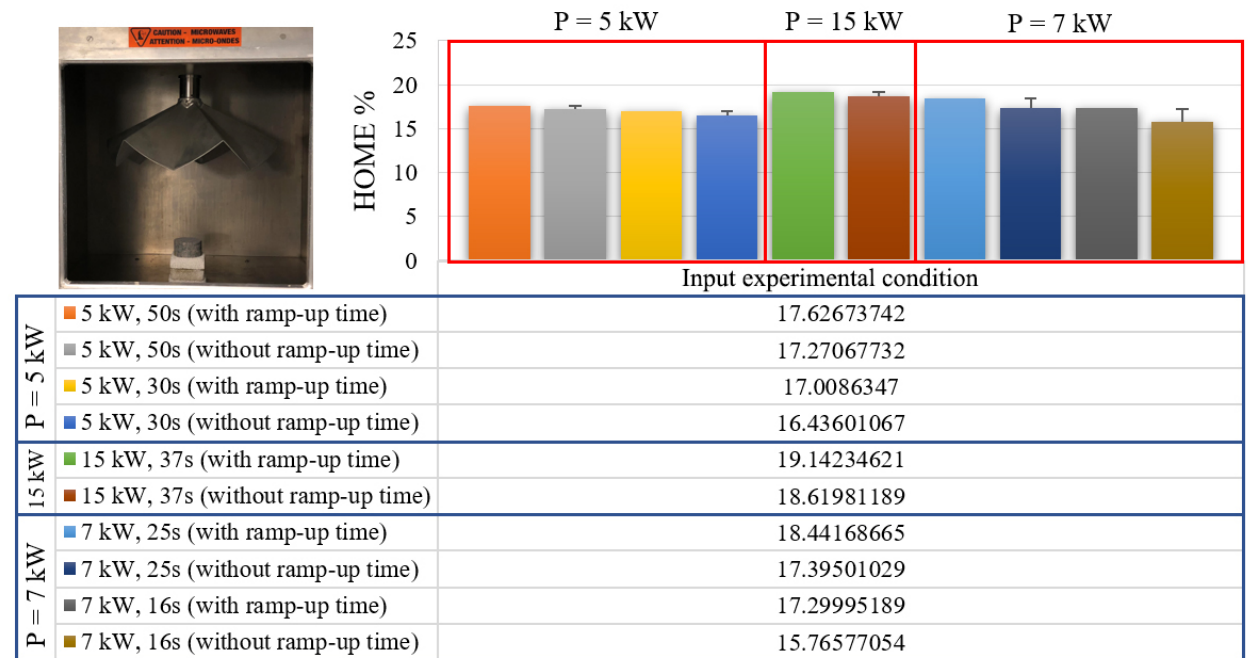 CAUTION - MICROWAVES
ATTENTION - MICRO-ONDES
P = 5 kW
P = 15 kW
P = 7 kW
HOME %
25
20
15
10
5
0
Input experimental condition
P = 5 kW
5 kW, 50s (with ramp-up time) 17.62673742
5 kW, 50s (without ramp-up time) 17.27067732
5 kW, 30s (with ramp-up time) 17.0086347
5 kW, 30s (without ramp-up time) 16.43601067
15 kW
15 kW, 37s (with ramp-up time) 19.14234621
15 kW, 37s (without ramp-up time) 18.61981189
P = 7 kW
7 kW, 25s (with ramp-up time) 18.44168665
7 kW, 25s (without ramp-up time) 17.39501029
7 kW, 16s (with ramp-up time) 17.29995189
7 kW, 16s (without ramp-up time) 15.76577054